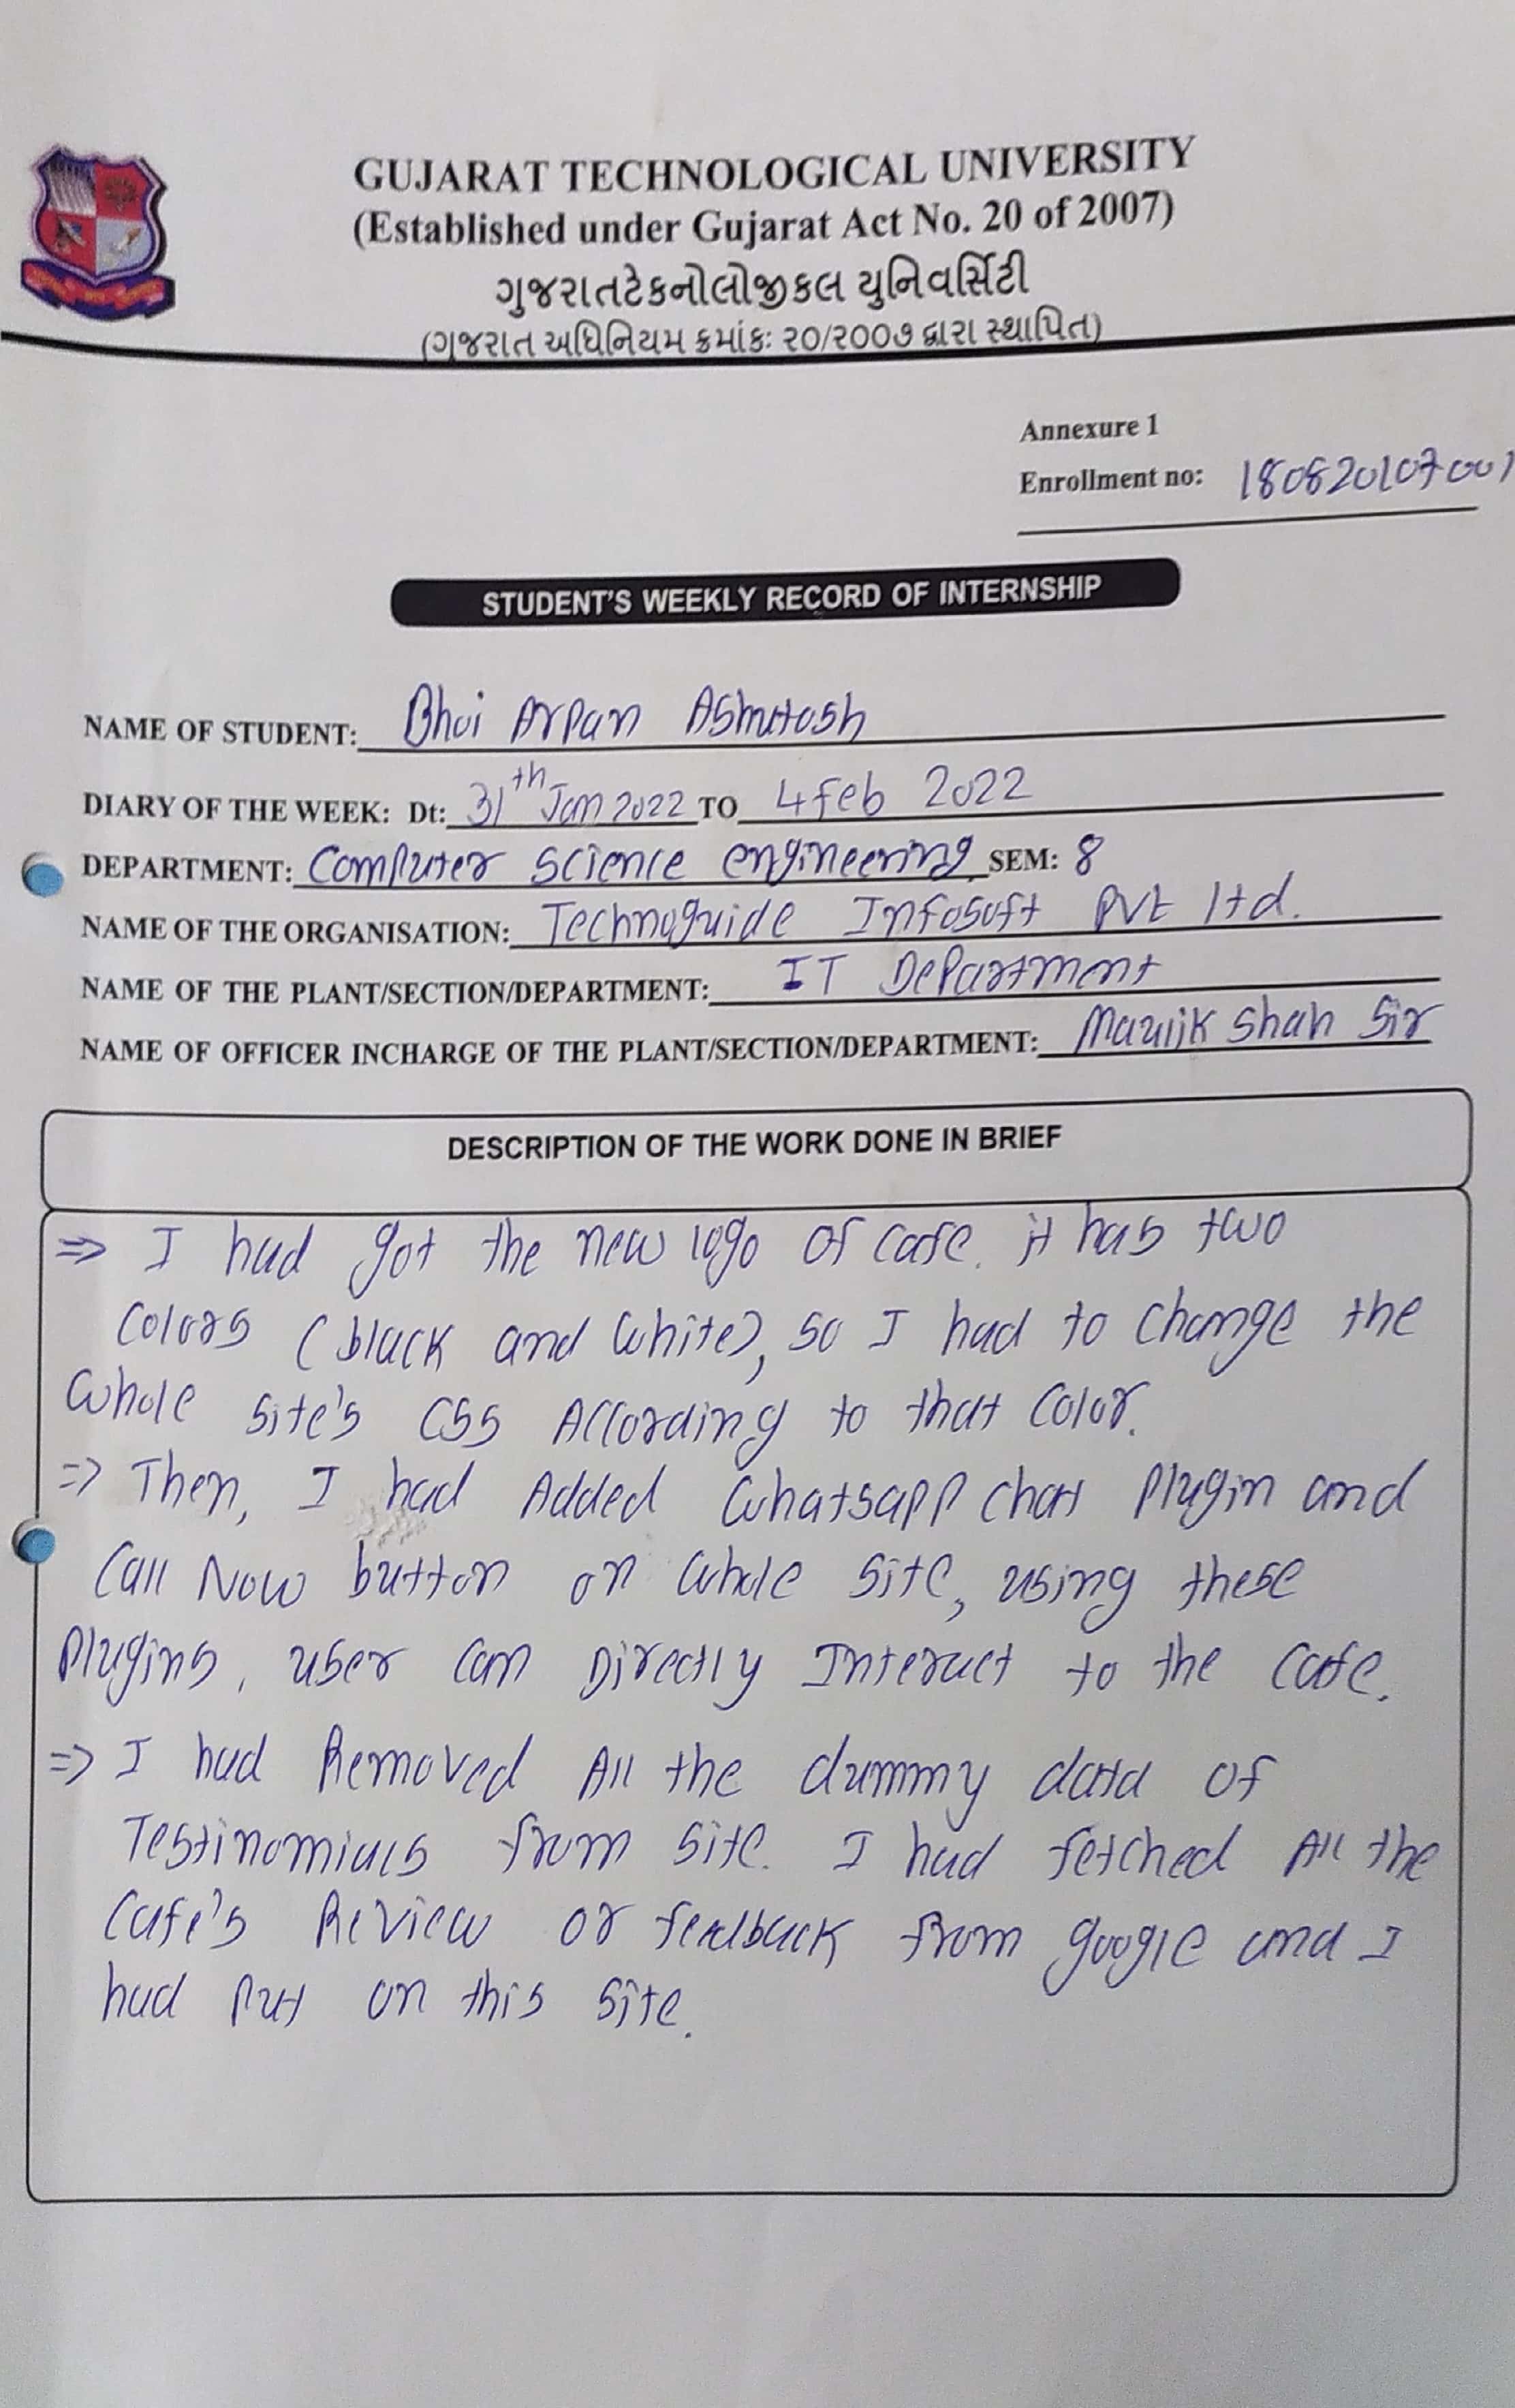 GUJARAT TECHNOLOGICAL UNIVERSITY
(Established under Gujarat Act No. 20 of 2007)
ગુજરાતટેકનોલોજીકલ યુનિવર્સિટી
(ગુજરાત અધિનિયમ ક્રમાંકઃ ૨૦/૨૦૦૭ દ્વારા સ્થાપિત)
Annexure 1
Enrollment no: 180820107001
STUDENT'S WEEKLY RECORD OF INTERNSHIP
NAME OF STUDENT: Bhoi Arpan Ashutosh
DIARY OF THE WEEK: Dt: 31th Jan 2022 TO 4 Feb 2022
DEPARTMENT: Computer Science engineering SEM: 8
NAME OF THE ORGANISATION: Technoguide Infosoft Pvt ltd.
NAME OF THE PLANT/SECTION/DEPARTMENT: IT Department
NAME OF OFFICER INCHARGE OF THE PLANT/SECTION/DEPARTMENT: Shah Sir
DESCRIPTION OF THE WORK DONE IN BRIEF
⇒ I had got the new logo of cafe. it has two
colors (black and white), so I had to change the
whole site's CSS According to that color.
⇒ Then, I had Added Whatsapp chat Plugin and
Call Now button on whole site, using these
Plugins, user can Directly Interact to the cafe.
⇒ I had Removed All the dummy data of
Testinomials from site. I had fetched All the
Cafe's Review or feedback from google and I
had Put on this site.